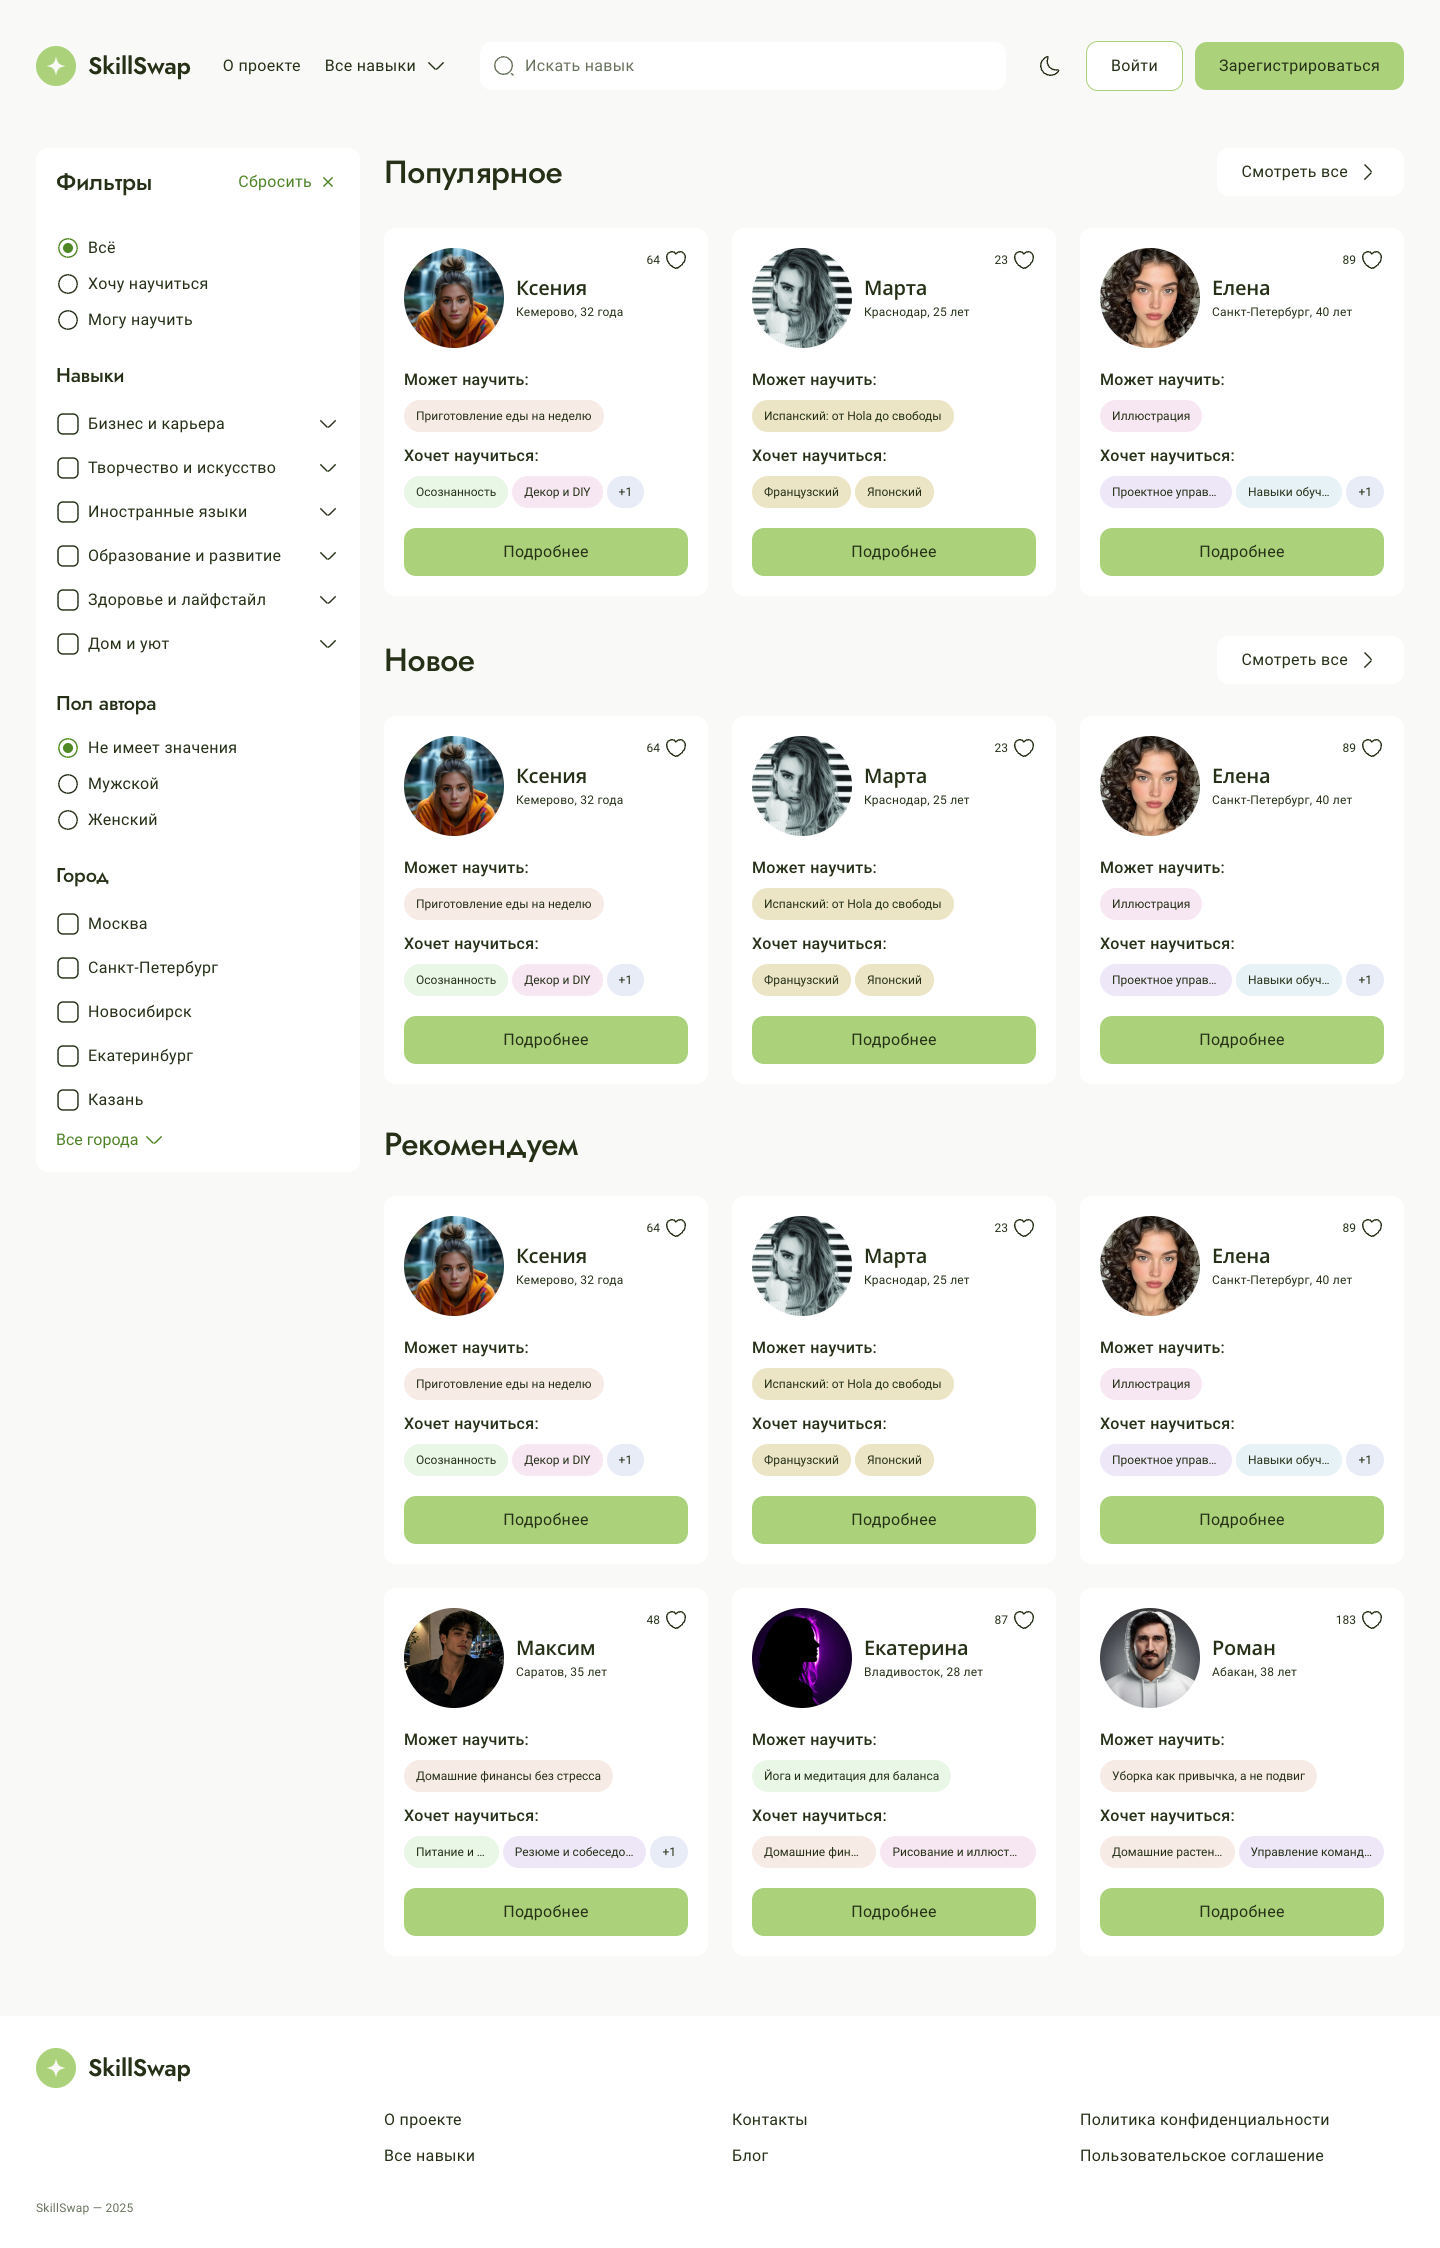 SkillSwap
О проекте
Все навыки
Искать навык
Войти
Зарегистрироваться
Фильтры
Сбросить
Всё
Хочу научиться
Могу научить
Навыки
Бизнес и карьера
Творчество и искусство
Иностранные языки
Образование и развитие
Здоровье и лайфстайл
Дом и уют
Пол автора
Не имеет значения
Мужской
Женский
Город
Москва
Санкт-Петербург
Новосибирск
Екатеринбург
Казань
Все города
Популярное
Смотреть все
64
Ксения
Кемерово, 32 года
Может научить:
Приготовление еды на неделю
Хочет научиться:
Осознанность
Декор и DIY
+1
Подробнее
23
Марта
Краснодар, 25 лет
Может научить:
Испанский: от Hola до свободы
Хочет научиться:
Французский
Японский
Подробнее
89
Елена
Санкт-Петербург, 40 лет
Может научить:
Иллюстрация
Хочет научиться:
Проектное управ...
Навыки обуч...
+1
Подробнее
Новое
Смотреть все
64
Ксения
Кемерово, 32 года
Может научить:
Приготовление еды на неделю
Хочет научиться:
Осознанность
Декор и DIY
+1
Подробнее
23
Марта
Краснодар, 25 лет
Может научить:
Испанский: от Hola до свободы
Хочет научиться:
Французский
Японский
Подробнее
89
Елена
Санкт-Петербург, 40 лет
Может научить:
Иллюстрация
Хочет научиться:
Проектное управ...
Навыки обуч...
+1
Подробнее
Рекомендуем
64
Ксения
Кемерово, 32 года
Может научить:
Приготовление еды на неделю
Хочет научиться:
Осознанность
Декор и DIY
+1
Подробнее
23
Марта
Краснодар, 25 лет
Может научить:
Испанский: от Hola до свободы
Хочет научиться:
Французский
Японский
Подробнее
89
Елена
Санкт-Петербург, 40 лет
Может научить:
Иллюстрация
Хочет научиться:
Проектное управ...
Навыки обуч...
+1
Подробнее
48
Максим
Саратов, 35 лет
Может научить:
Домашние финансы без стресса
Хочет научиться:
Питание и ...
Резюме и собеседо...
+1
Подробнее
87
Екатерина
Владивосток, 28 лет
Может научить:
Йога и медитация для баланса
Хочет научиться:
Домашние фин...
Рисование и иллюст...
Подробнее
183
Роман
Абакан, 38 лет
Может научить:
Уборка как привычка, а не подвиг
Хочет научиться:
Домашние растен...
Управление команд...
Подробнее
SkillSwap
О проекте
Все навыки
Контакты
Блог
Политика конфиденциальности
Пользовательское соглашение
SkillSwap — 2025